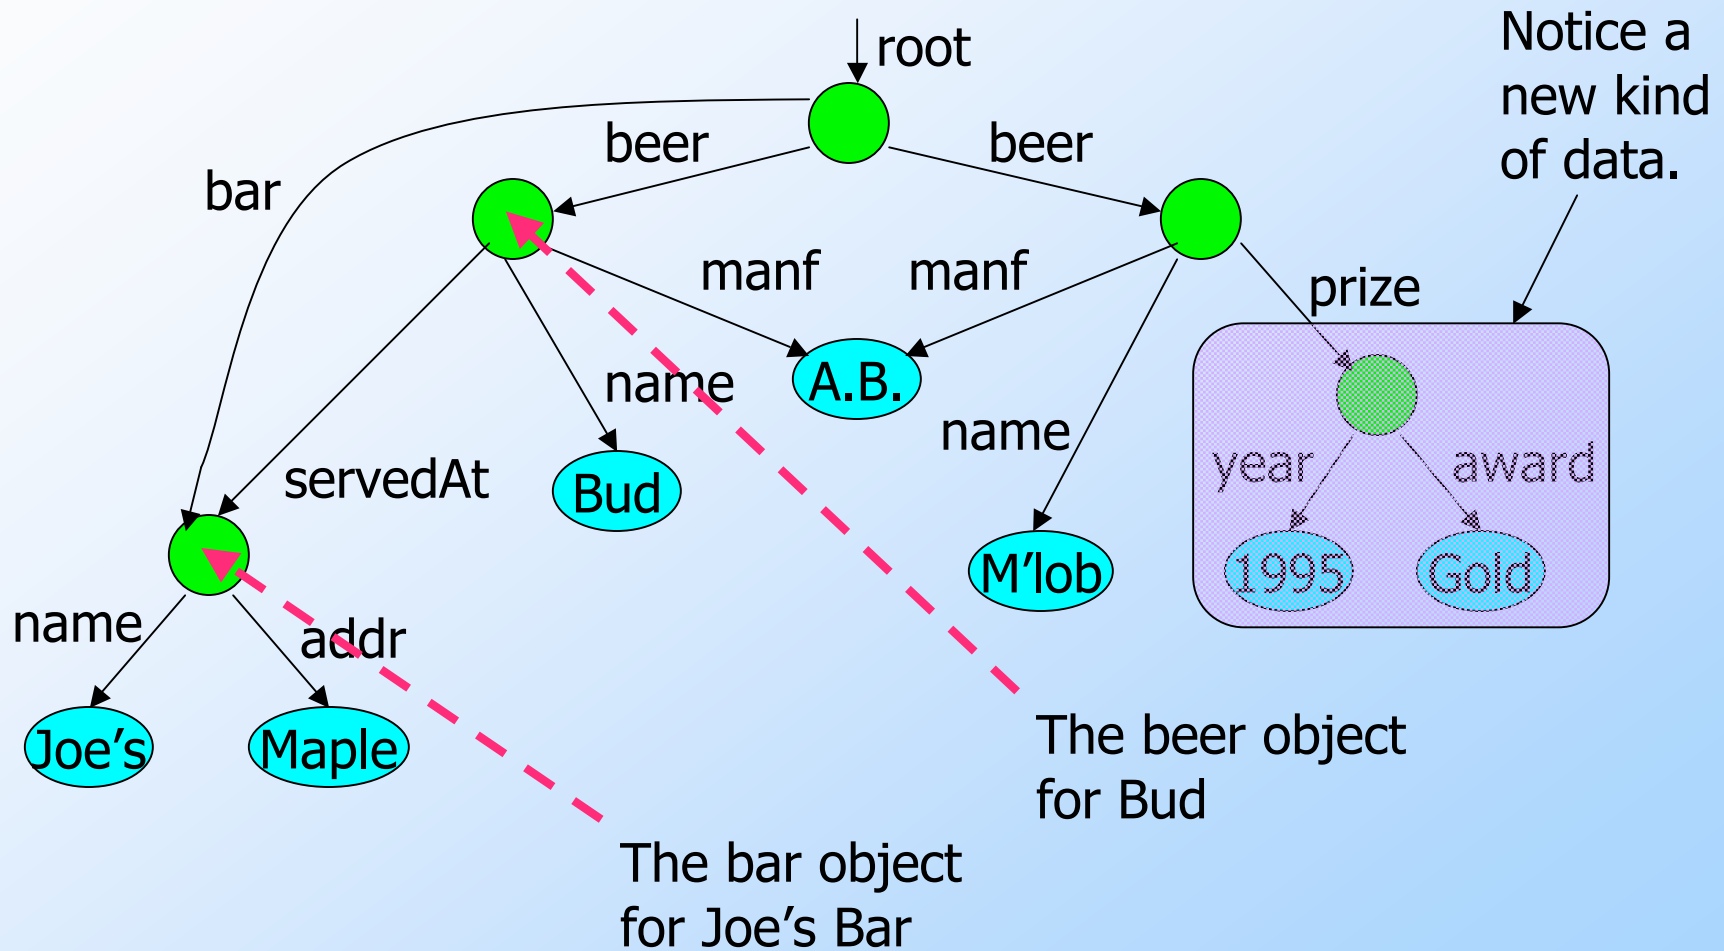 root
Notice a
new kind
of data.
beer
beer
bar
manf
manf
prize
name
A.B.
name
year
award
servedAt
Bud
M'lob
1995
Gold
name
addr
Joe's
Maple
The beer object
for Bud
The bar object
for Joe's Bar